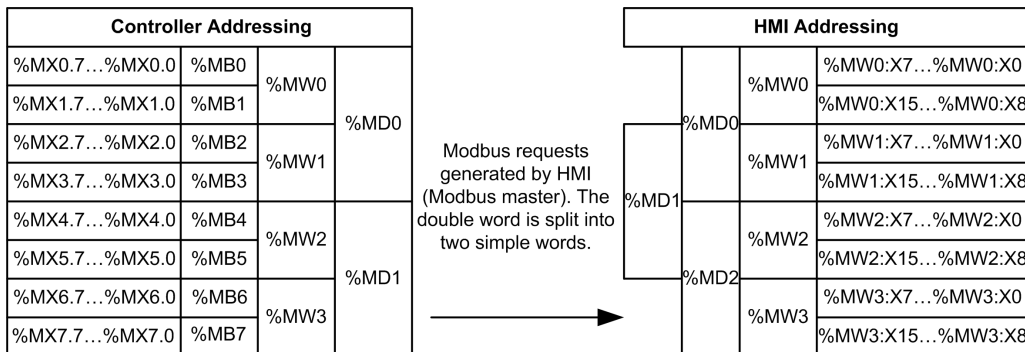 Controller Addressing
%MX0.7...%MX0.0 %MB0 %MW0 %MD0
%MX1.7...%MX1.0 %MB1
%MX2.7...%MX2.0 %MB2 %MW1
%MX3.7...%MX3.0 %MB3
%MX4.7...%MX4.0 %MB4 %MW2 %MD1
%MX5.7...%MX5.0 %MB5
%MX6.7...%MX6.0 %MB6 %MW3
%MX7.7...%MX7.0 %MB7
Modbus requests
generated by HMI
(Modbus master). The
double word is split into
two simple words.
HMI Addressing
%MD0 %MW0 %MW0:X7...%MW0:X0
%MW0:X15...%MW0:X8
%MD1 %MW1 %MW1:X7...%MW1:X0
%MW1:X15...%MW1:X8
%MD2 %MW2 %MW2:X7...%MW2:X0
%MW2:X15...%MW2:X8
%MW3 %MW3:X7...%MW3:X0
%MW3:X15...%MW3:X8